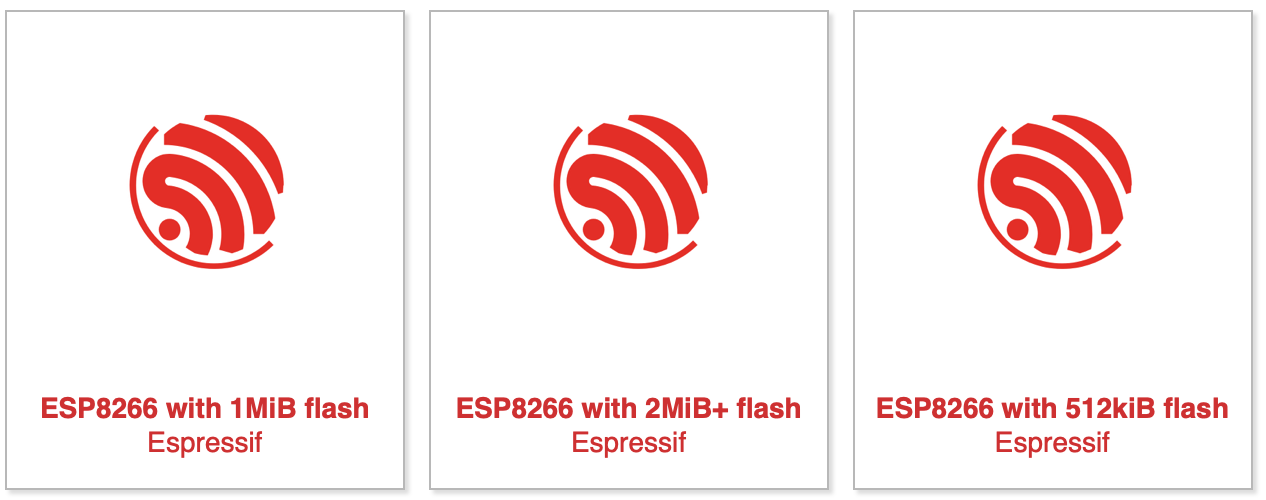 ESP8266 with 1MiB flash
Espressif
ESP8266 with 2MiB+ flash
Espressif
ESP8266 with 512kiB flash
Espressif